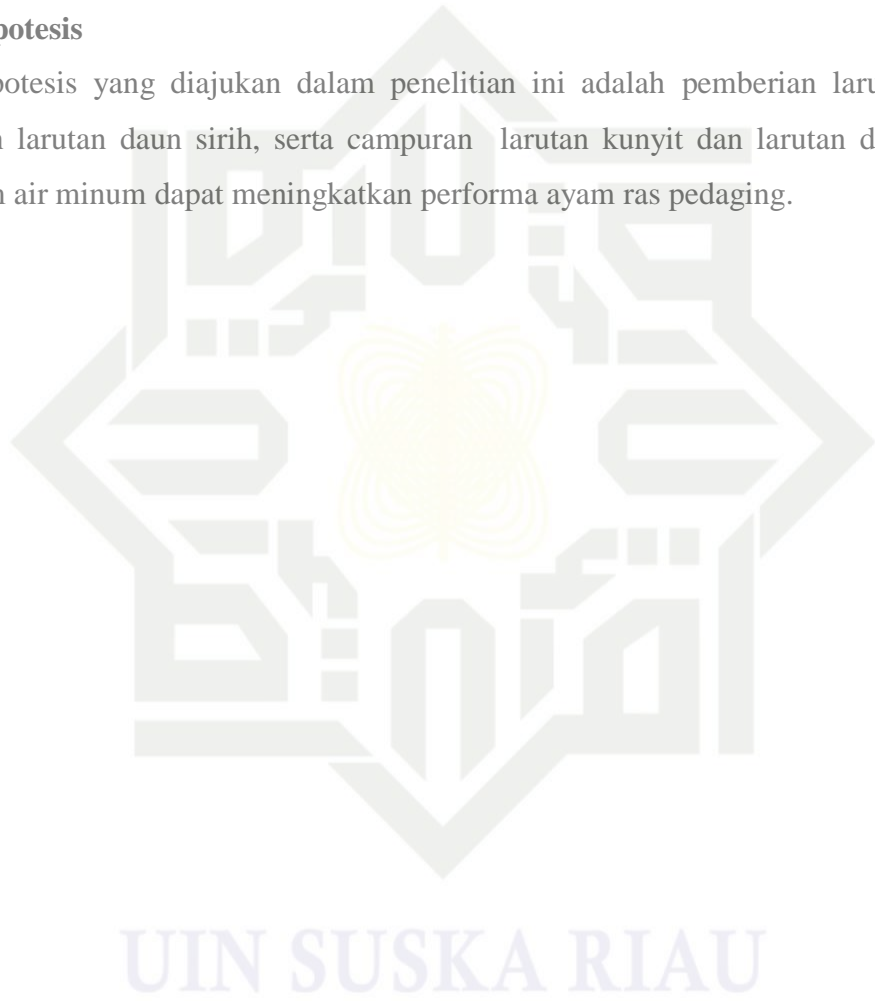 potesis
otesis yang diajukan dalam penelitian ini adalah pemberian laru
larutan daun sirih, serta campuran larutan kunyit dan larutan d
air minum dapat meningkatkan performa ayam ras pedaging.
UIN SUSKA RIAU